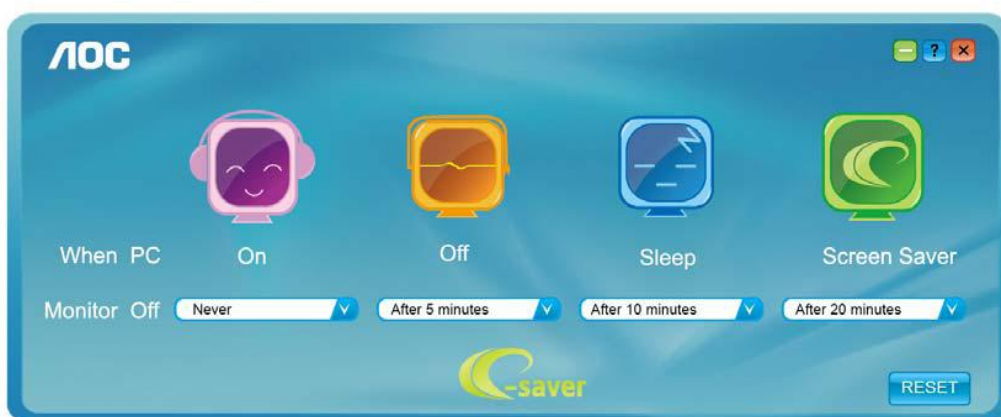 AOC
?
When PC On Off Sleep Screen Saver
Monitor Off Never After 5 minutes After 10 minutes After 20 minutes
e-saver
RESET